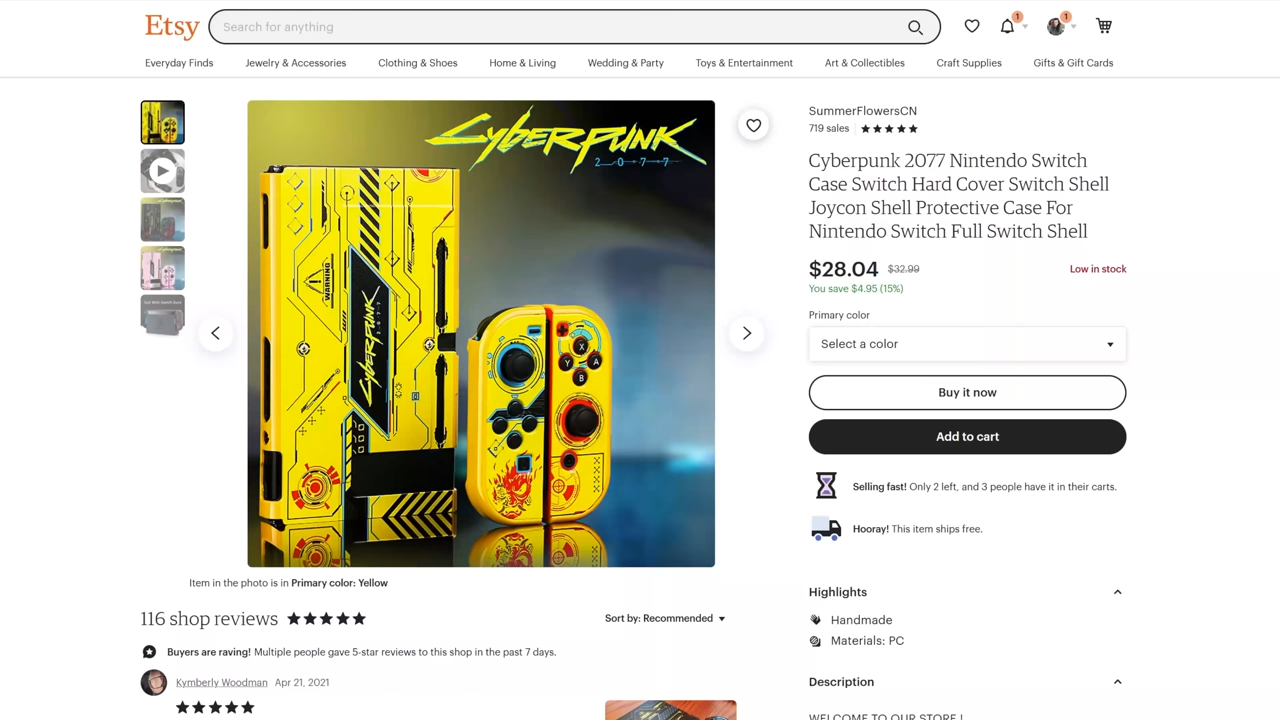 Etsy
Search for anything
1
1
Everyday Finds
Jewelry & Accessories
Clothing & Shoes
Home & Living
Wedding & Party
Toys & Entertainment
Art & Collectibles
Craft Supplies
Gifts & Gift Cards
Cyberpunk
2077
WARNING
Cyberpunk
2077
X
Y
A
B
Item in the photo is in Primary color: Yellow
116 shop reviews
Sort by: Recommended
Buyers are raving! Multiple people gave 5-star reviews to this shop in the past 7 days.
Kymberly Woodman
Apr 21, 2021
SummerFlowersCN
719 sales
Cyberpunk 2077 Nintendo Switch
Case Switch Hard Cover Switch Shell
Joycon Shell Protective Case For
Nintendo Switch Full Switch Shell
$28.04 $32.99
Low in stock
You save $4.95 (15%)
Primary color
Select a color
Buy it now
Add to cart
Selling fast! Only 2 left, and 3 people have it in their carts.
Hooray! This item ships free.
Highlights
Handmade
Materials: PC
Description
WELCOME TO OUR STORE !